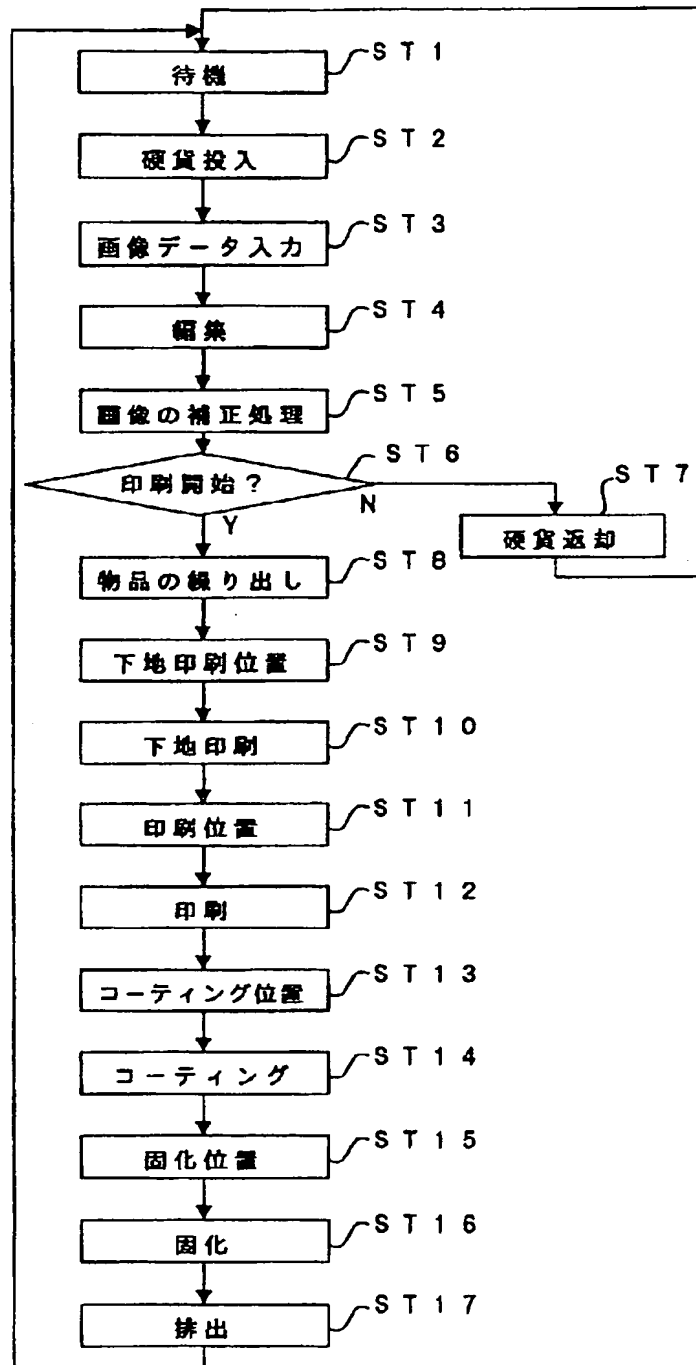 待機
ST1
硬貨投入
ST2
画像データ入力
ST3
編集
ST4
画像の補正処理
ST5
印刷開始?
ST6
N
Y
硬貨返却
ST7
物品の繰り出し
ST8
下地印刷位置
ST9
下地印刷
ST10
印刷位置
ST11
印刷
ST12
コーティング位置
ST13
コーティング
ST14
固化位置
ST15
固化
ST16
排出
ST17